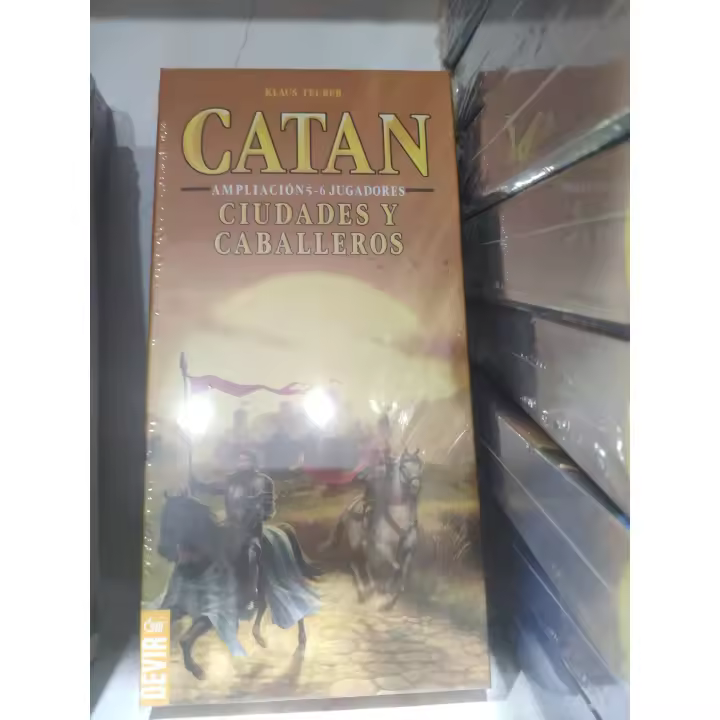 KLAUS TEUBER
CATAN
AMPLIACIÓN 5-6 JUGADORES
CIUDADES Y
CABALLEROS
DEVIR